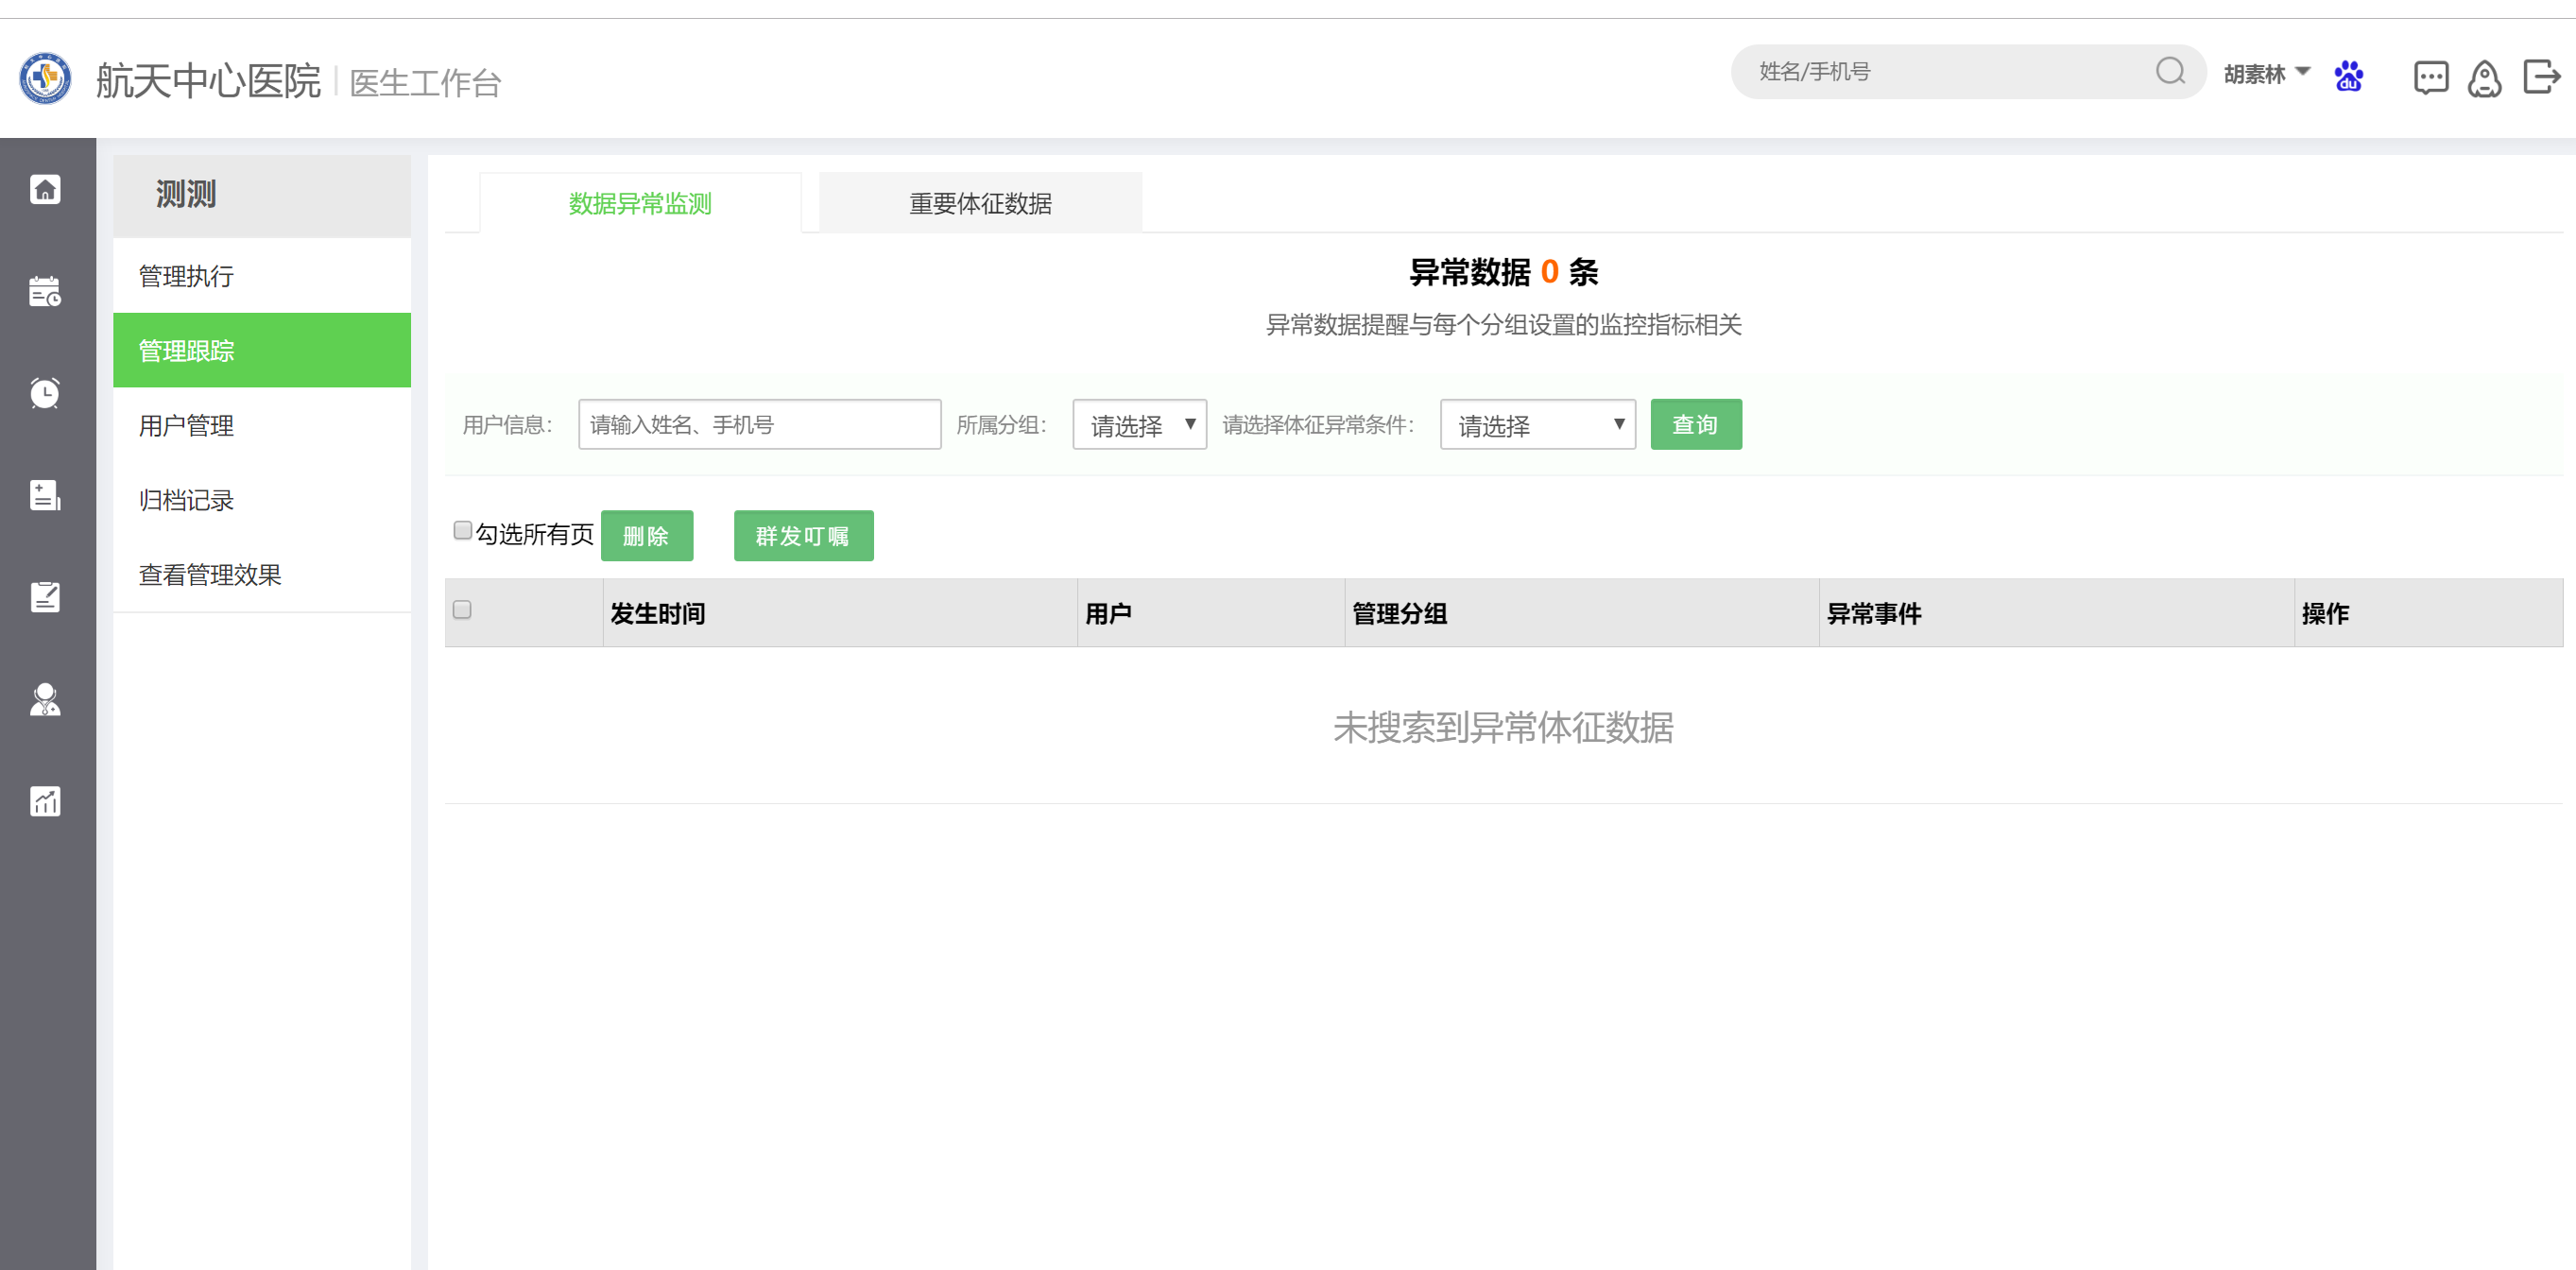 航天中心医院 医生工作台
姓名/手机号
胡素林
du
测测
管理执行
管理跟踪
用户管理
归档记录
查看管理效果
数据异常监测 重要体征数据
异常数据 0 条
异常数据提醒与每个分组设置的监控指标相关
用户信息: 请输入姓名、手机号 所属分组: 请选择 请选择体征异常条件: 请选择 查询
勾选所有页 删除 群发叮嘱
发生时间 用户 管理分组 异常事件 操作
未搜索到异常体征数据